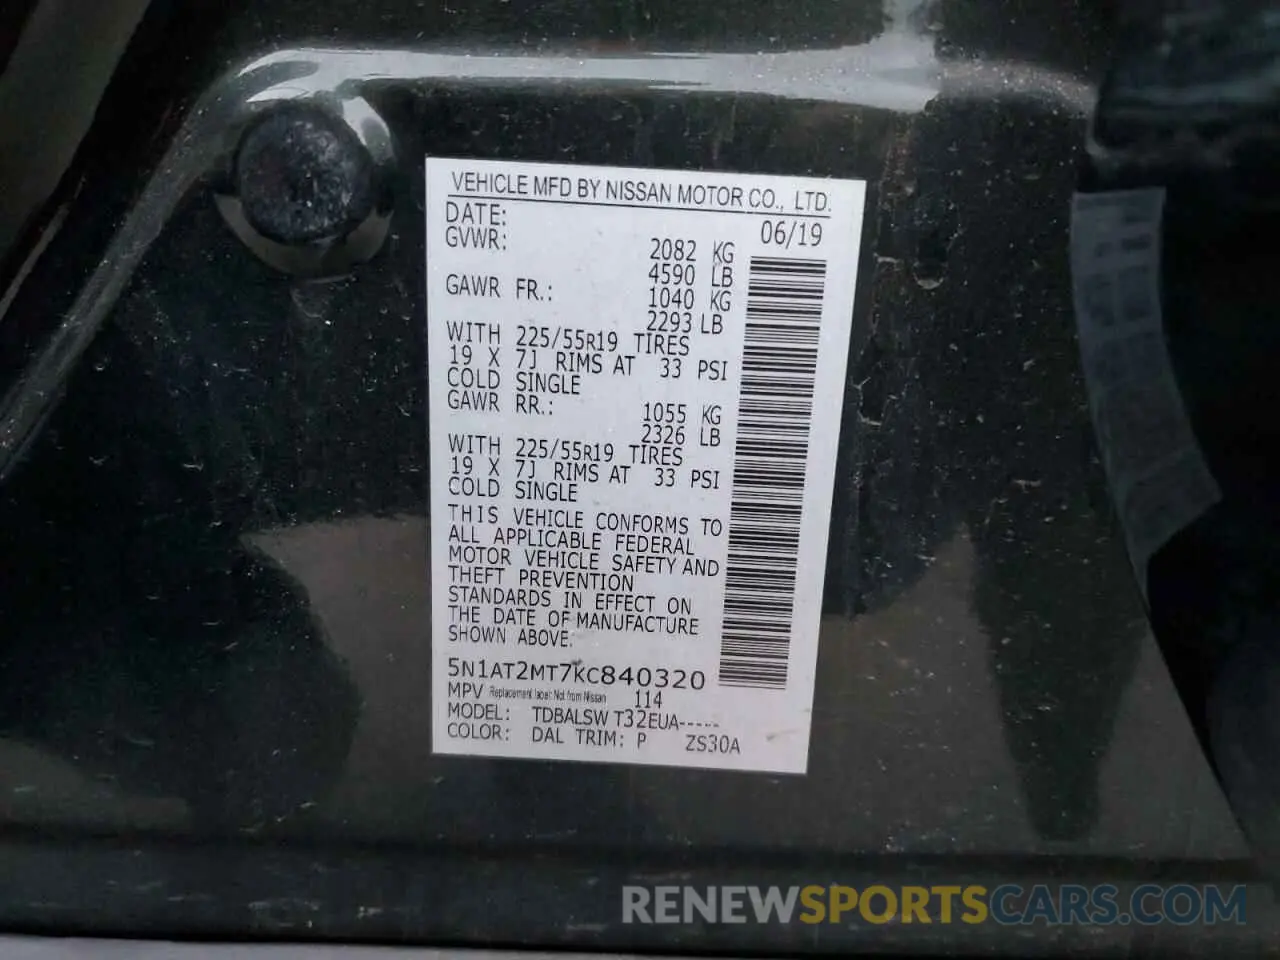 VEHICLE MFD BY NISSAN MOTOR CO., LTD.
DATE: 06/19
GVWR: 2082 KG
4590 LB
GAWR FR.: 1040 KG
2293 LB
WITH 225/55R19 TIRES
19 X 7J RIMS AT 33 PSI
COLD SINGLE
GAWR RR.: 1055 KG
2326 LB
WITH 225/55R19 TIRES
19 X 7J RIMS AT 33 PSI
COLD SINGLE
THIS VEHICLE CONFORMS TO
ALL APPLICABLE FEDERAL
MOTOR VEHICLE SAFETY AND
THEFT PREVENTION
STANDARDS IN EFFECT ON
THE DATE OF MANUFACTURE
SHOWN ABOVE.
5N1AT2MT7KC840320
MPV Replacement label: Not from Nissan 114
MODEL: TDBALSW T32EUA-----
COLOR: DAL TRIM: P ZS30A
RENEWSPORTSCARS.COM